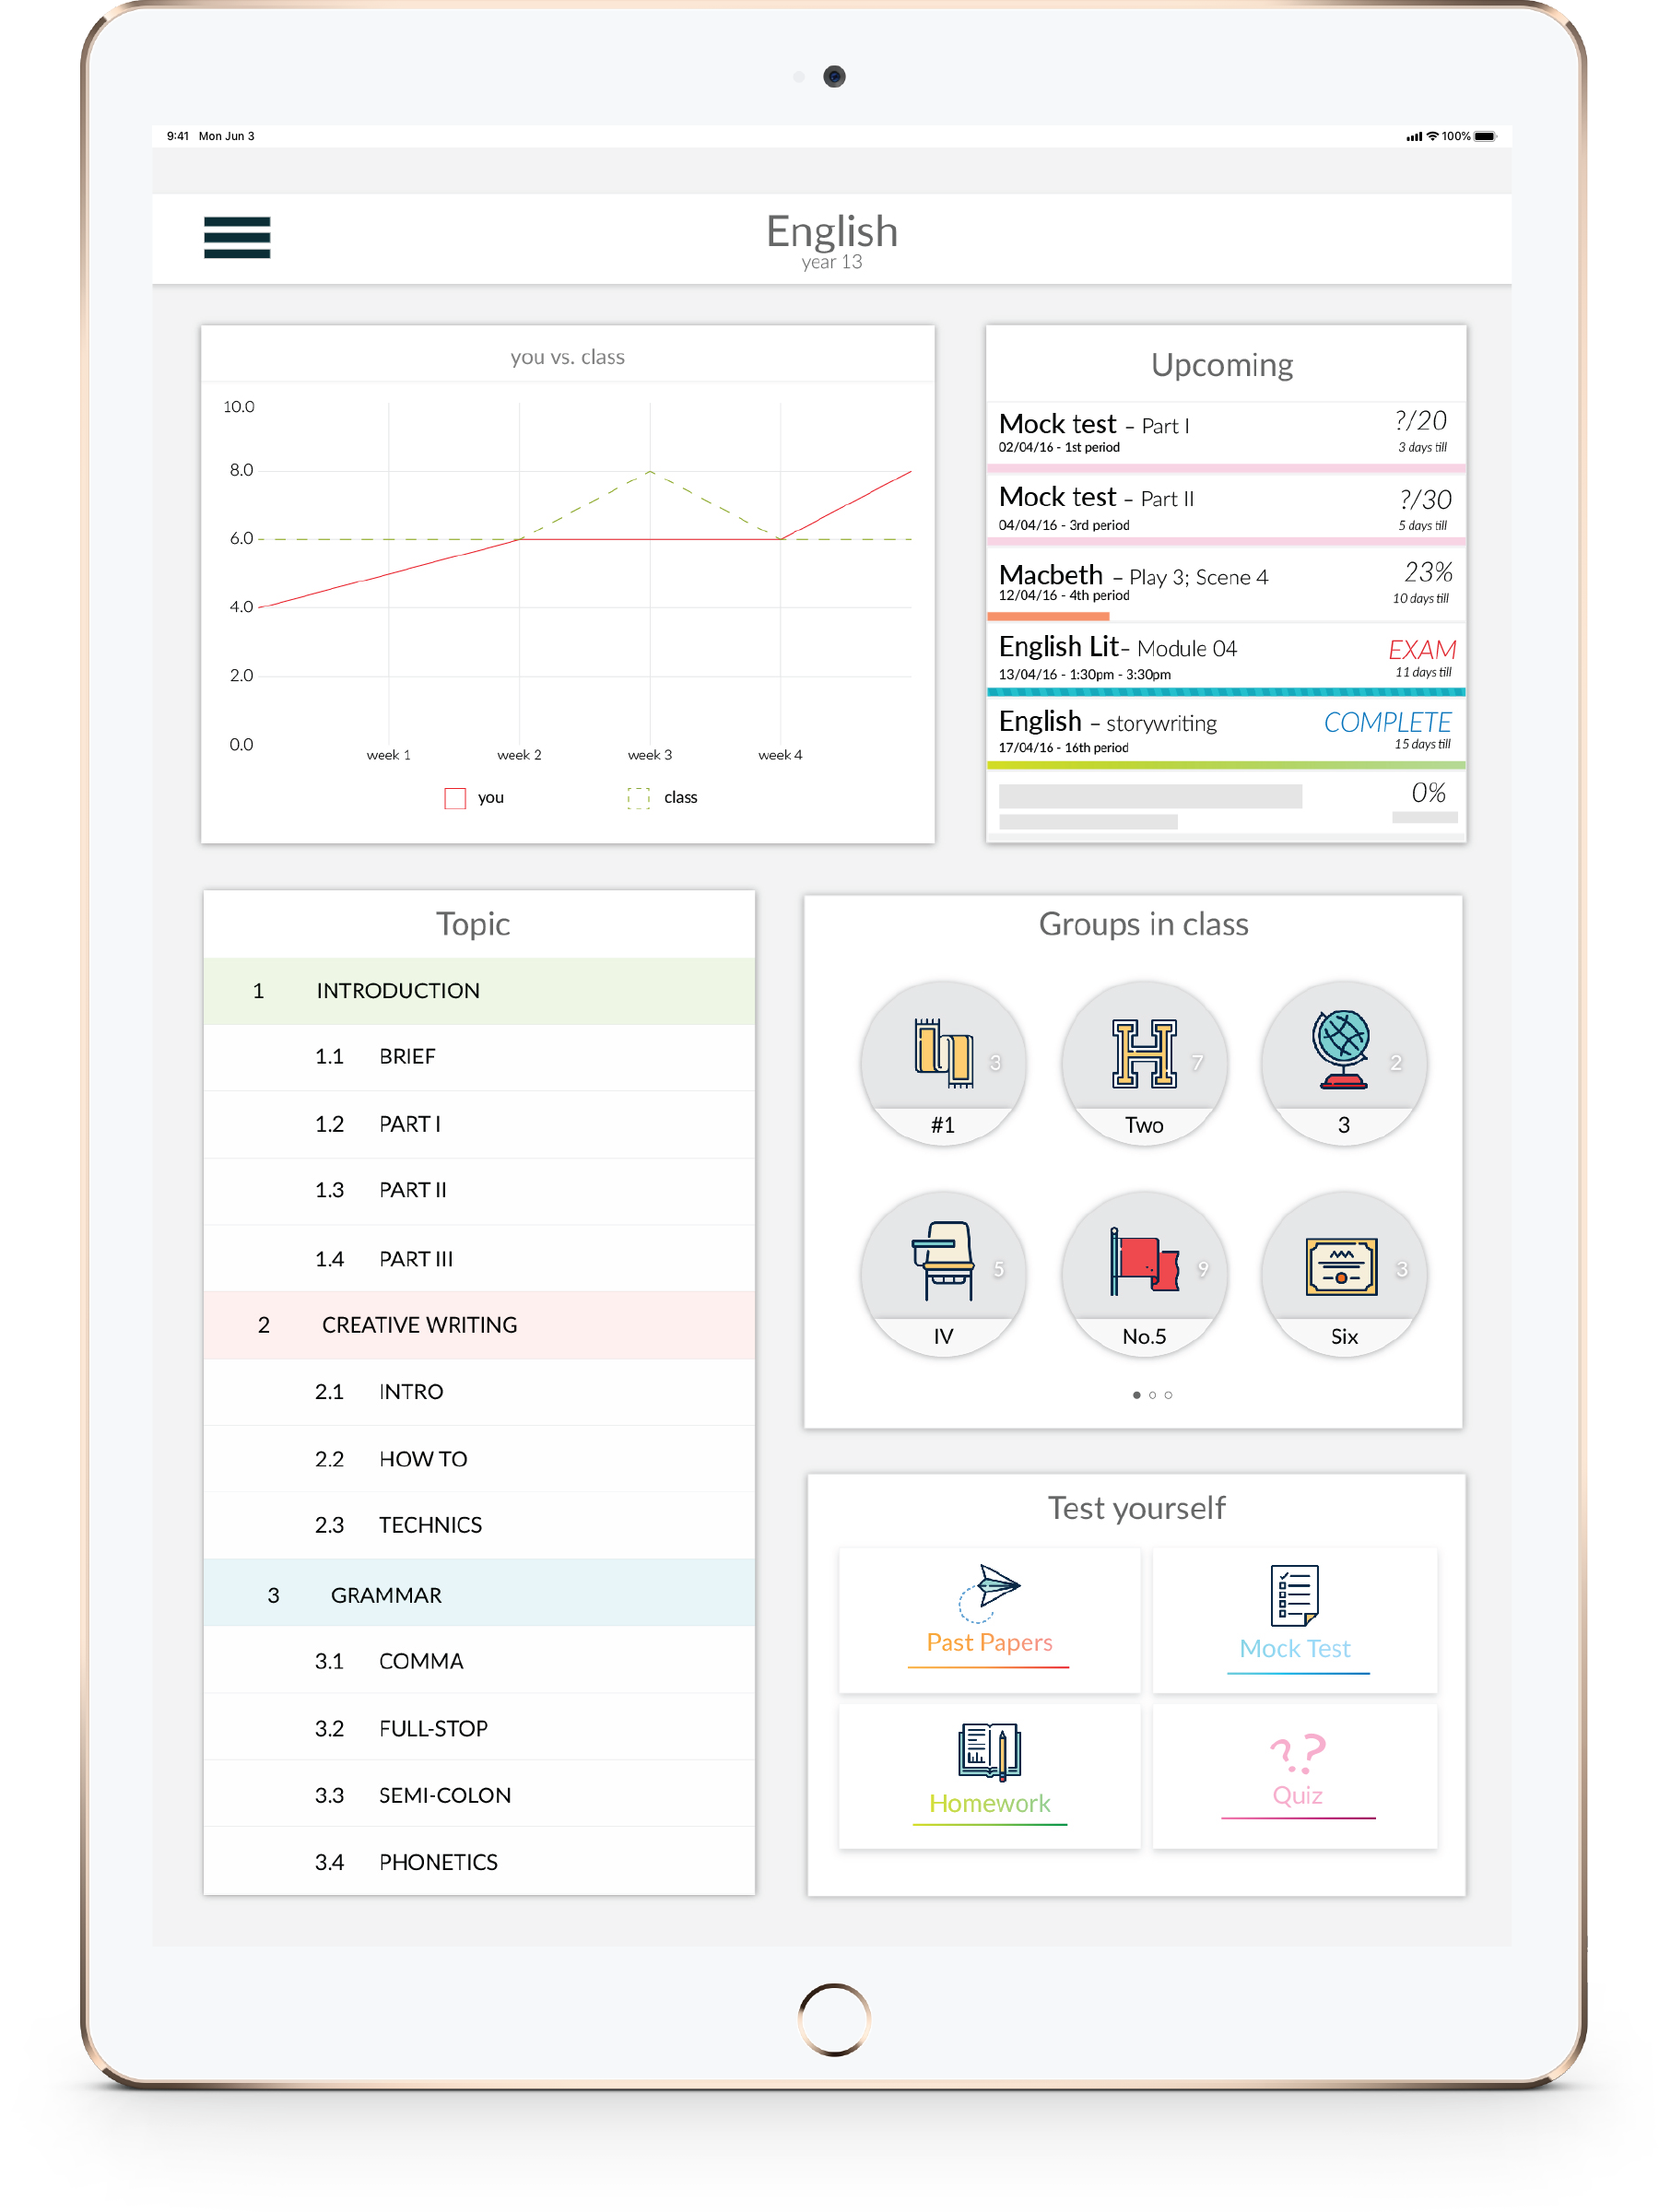 9:41 Mon Jun 3 100%
English
year 13
you vs. class
10.0
8.0
6.0
4.0
2.0
0.0
week 1 week 2 week 3 week 4
you class
Upcoming
Mock test – Part I ?/20
02/04/16 - 1st period 3 days till
Mock test – Part II ?/30
04/04/16 - 3rd period 5 days till
Macbeth – Play 3; Scene 4 23%
12/04/16 - 4th period 10 days till
English Lit– Module 04 EXAM
13/04/16 - 1:30pm - 3:30pm 11 days till
English – storywriting COMPLETE
17/04/16 - 16th period 15 days till
0%
Topic
1 INTRODUCTION
1.1 BRIEF
1.2 PART I
1.3 PART II
1.4 PART III
2 CREATIVE WRITING
2.1 INTRO
2.2 HOW TO
2.3 TECHNICS
3 GRAMMAR
3.1 COMMA
3.2 FULL-STOP
3.3 SEMI-COLON
3.4 PHONETICS
Groups in class
3 H 7 2
#1 Two 3
5 9 3
IV No.5 Six
Test yourself
Past Papers Mock Test
??
Homework Quiz